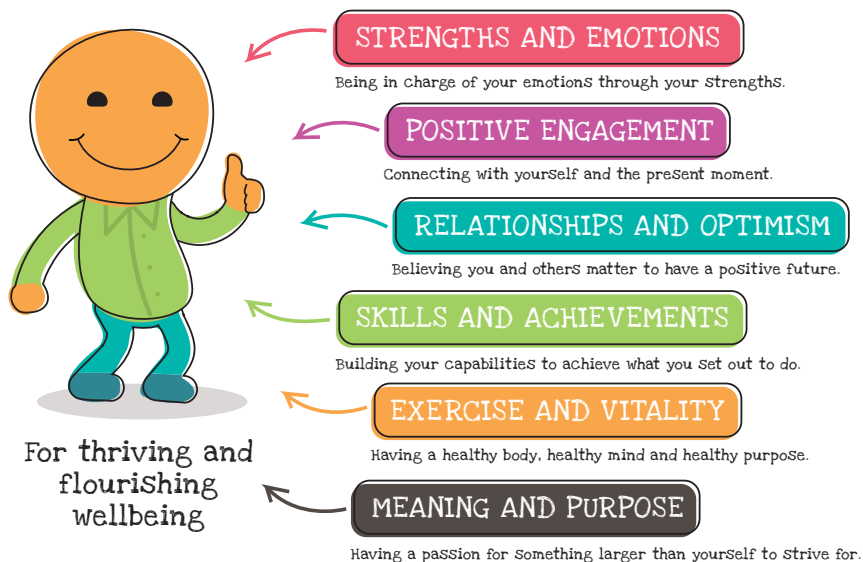 STRENGTHS AND EMOTIONS
Being in charge of your emotions through your strengths.
POSITIVE ENGAGEMENT
Connecting with yourself and the present moment.
RELATIONSHIPS AND OPTIMISM
Believing you and others matter to have a positive future.
SKILLS AND ACHIEVEMENTS
Building your capabilities to achieve what you set out to do.
EXERCISE AND VITALITY
Having a healthy body, healthy mind and healthy purpose.
MEANING AND PURPOSE
Having a passion for something larger than yourself to strive for.
For thriving and
flourishing
wellbeing